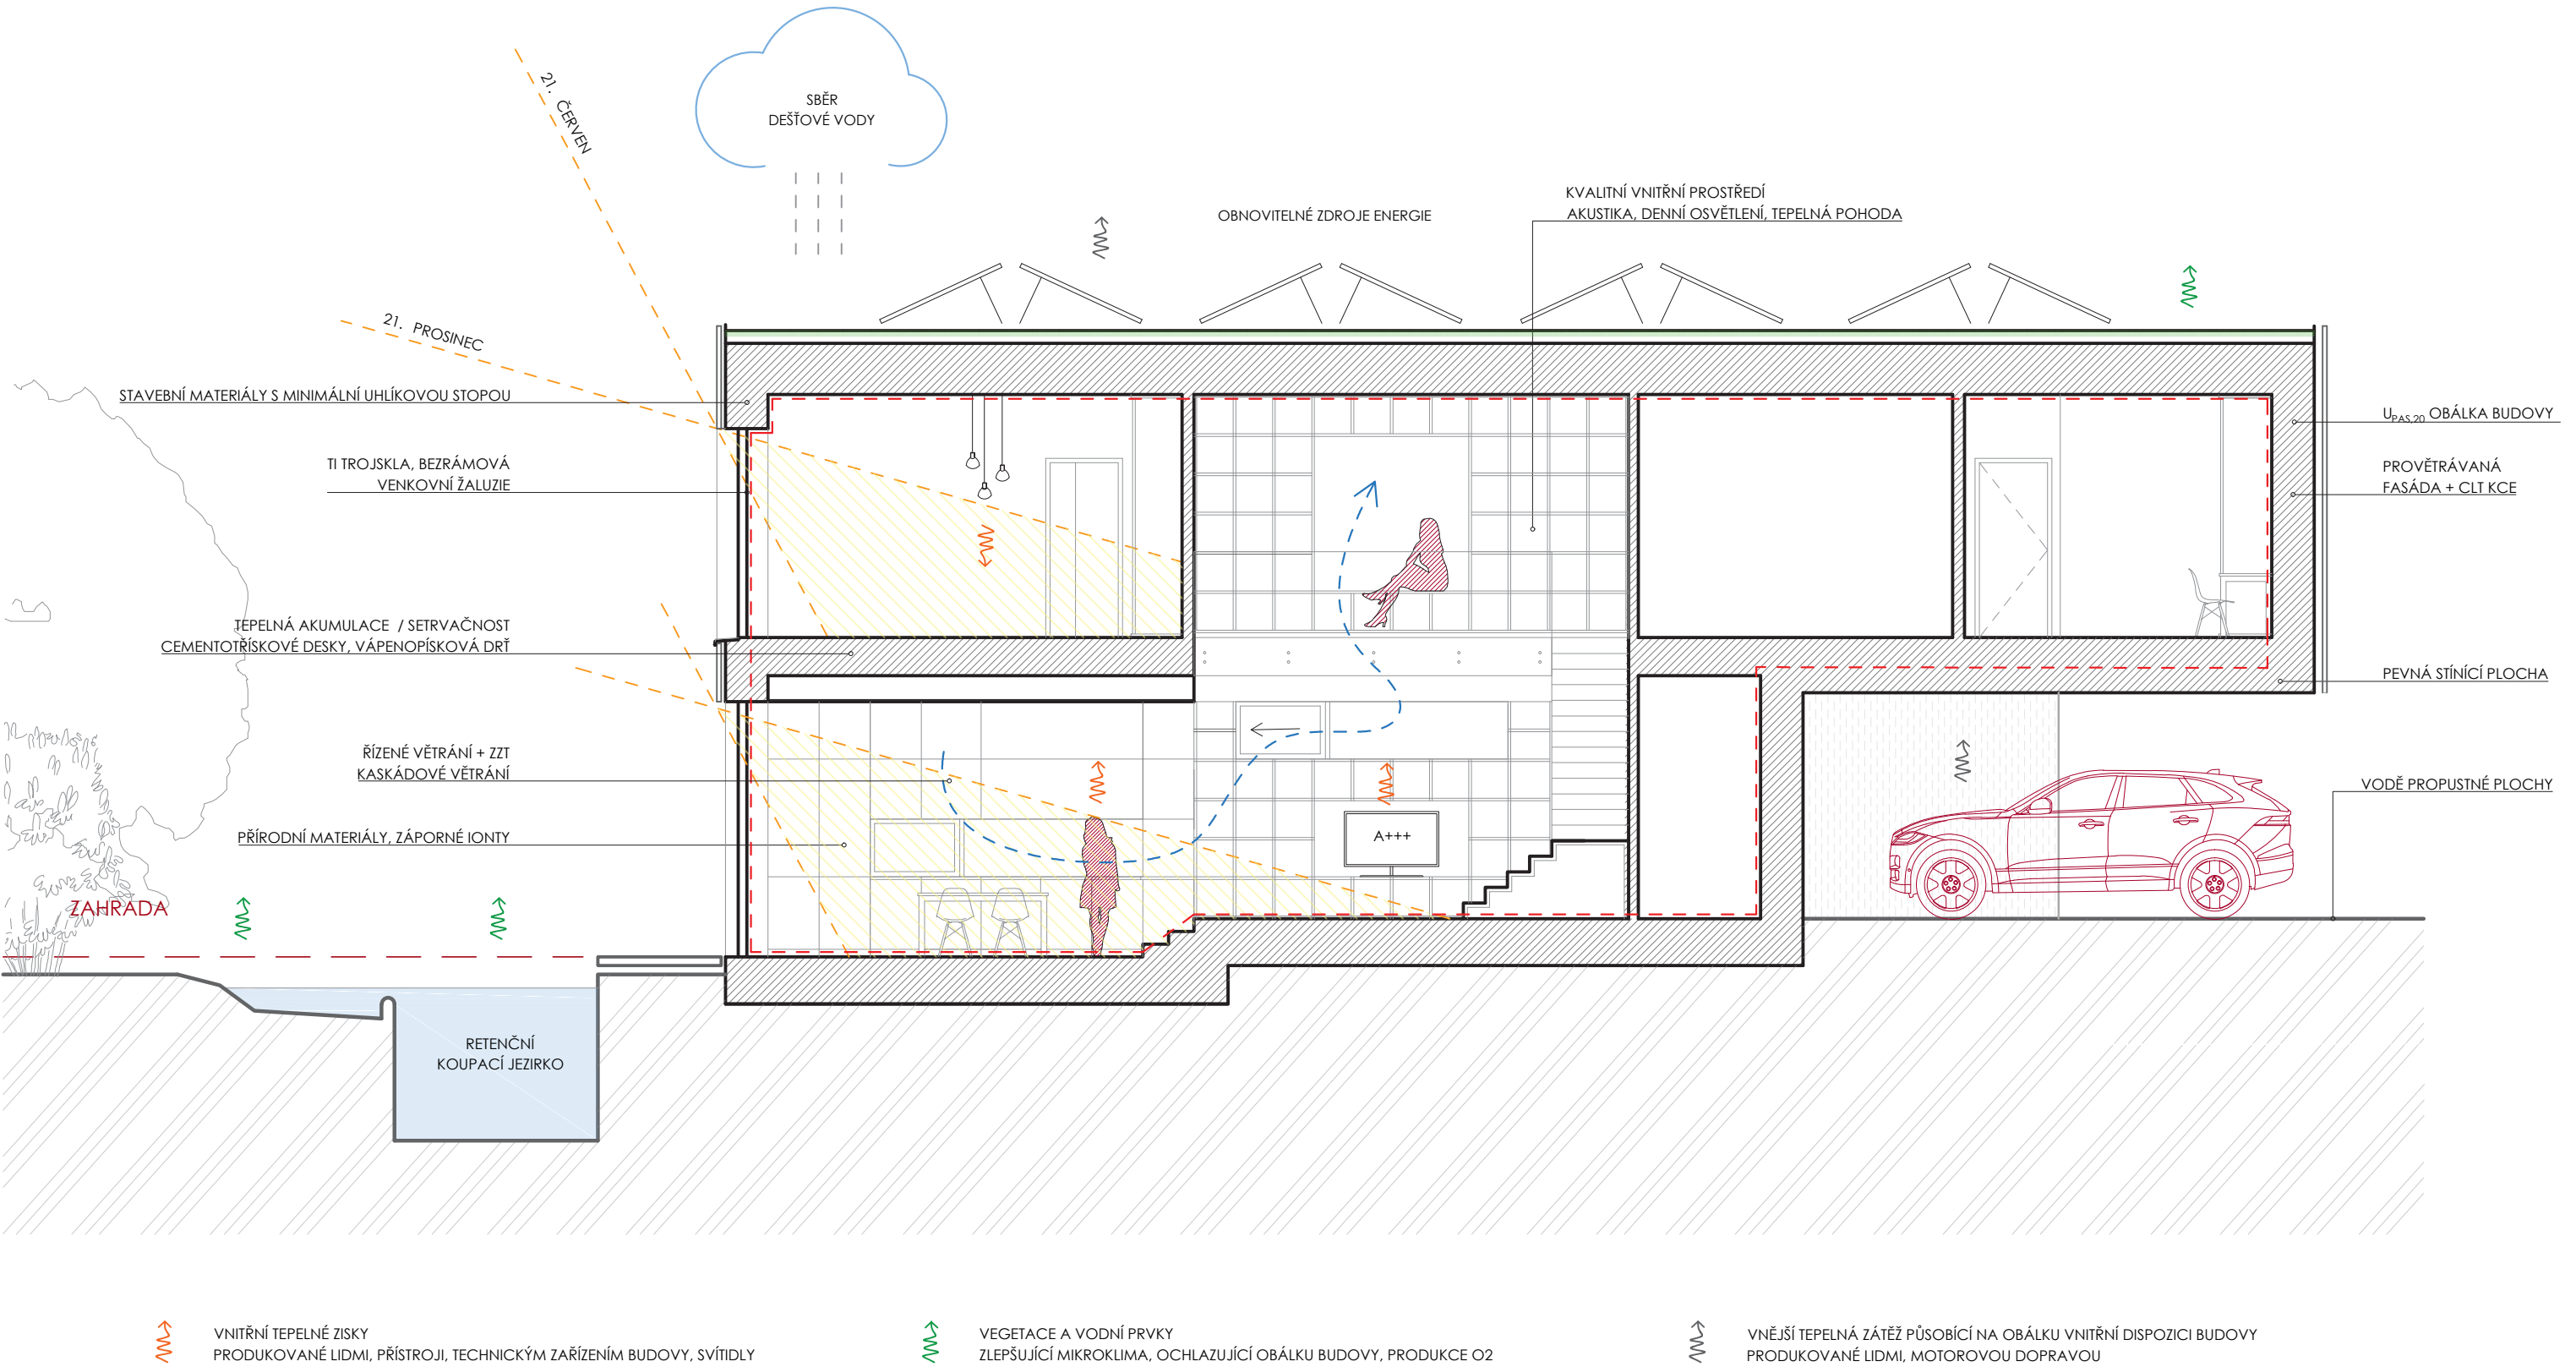 SBĚR
DEŠŤOVÉ VODY
21. ČERVEN
21. PROSINEC
OBNOVITELNÉ ZDROJE ENERGIE
KVALITNÍ VNITŘNÍ PROSTŘEDÍ
AKUSTIKA, DENNÍ OSVĚTLENÍ, TEPELNÁ POHODA
STAVEBNÍ MATERIÁLY S MINIMÁLNÍ UHLÍKOVOU STOPOU
TI TROJSKLA, BEZRÁMOVÁ
VENKOVNÍ ŽALUZIE
TEPELNÁ AKUMULACE / SETRVAČNOST
CEMENTOTŘÍSKOVÉ DESKY, VÁPENOPÍSKOVÁ DRŤ
ŘÍZENÉ VĚTRÁNÍ + ZZT
KASKÁDOVÉ VĚTRÁNÍ
PŘÍRODNÍ MATERIÁLY, ZÁPORNÉ IONTY
ZAHRADA
RETENČNÍ
KOUPACÍ JEZIRKO
A+++
UPAS,20 OBÁLKA BUDOVY
PROVĚTRÁVANÁ
FASÁDA + CLT KCE
PEVNÁ STÍNÍCÍ PLOCHA
VODĚ PROPUSTNÉ PLOCHY
VNITŘNÍ TEPELNÉ ZISKY
PRODUKOVANÉ LIDMI, PŘÍSTROJI, TECHNICKÝM ZAŘÍZENÍM BUDOVY, SVÍTIDLY
VEGETACE A VODNÍ PRVKY
ZLEPŠUJÍCÍ MIKROKLIMA, OCHLAZUJÍCÍ OBÁLKU BUDOVY, PRODUKCE O2
VNĚJŠÍ TEPELNÁ ZÁTĚŽ PŮSOBÍCÍ NA OBÁLKU VNITŘNÍ DISPOZICI BUDOVY
PRODUKOVANÉ LIDMI, MOTOROVOU DOPRAVOU